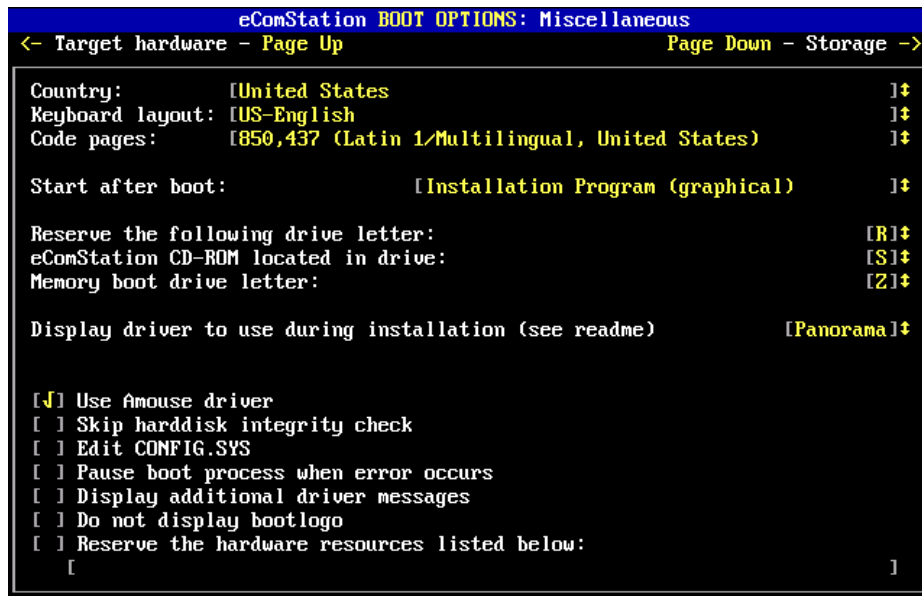 eComStation BOOT OPTIONS: Miscellaneous
<- Target hardware - Page Up Page Down - Storage ->
Country: [United States ]↕
Keyboard layout: [US-English ]↕
Code pages: [850,437 (Latin 1/Multilingual, United States) ]↕
Start after boot: [Installation Program (graphical) ]↕
Reserve the following drive letter: [R]↕
eComStation CD-ROM located in drive: [S]↕
Memory boot drive letter: [Z]↕
Display driver to use during installation (see readme) [Panorama]↕
[√] Use Amouse driver
[ ] Skip harddisk integrity check
[ ] Edit CONFIG.SYS
[ ] Pause boot process when error occurs
[ ] Display additional driver messages
[ ] Do not display bootlogo
[ ] Reserve the hardware resources listed below:
[ ]